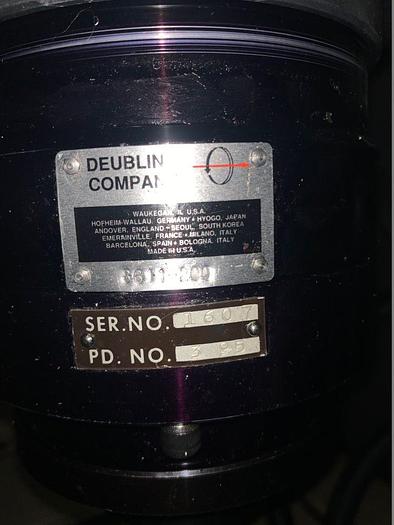 DEUBLIN
COMPAN
WAUKEGAN, IL U.S.A.
HOFHEIM-WALLAU, GERMANY • HYOGO, JAPAN
ANDOVER, ENGLAND • SEOUL, SOUTH KOREA
EMERAINVILLE, FRANCE • MILANO, ITALY
BARCELONA, SPAIN • BOLOGNA, ITALY
MADE IN U.S.A.
SER.NO. 1607
PD. NO.